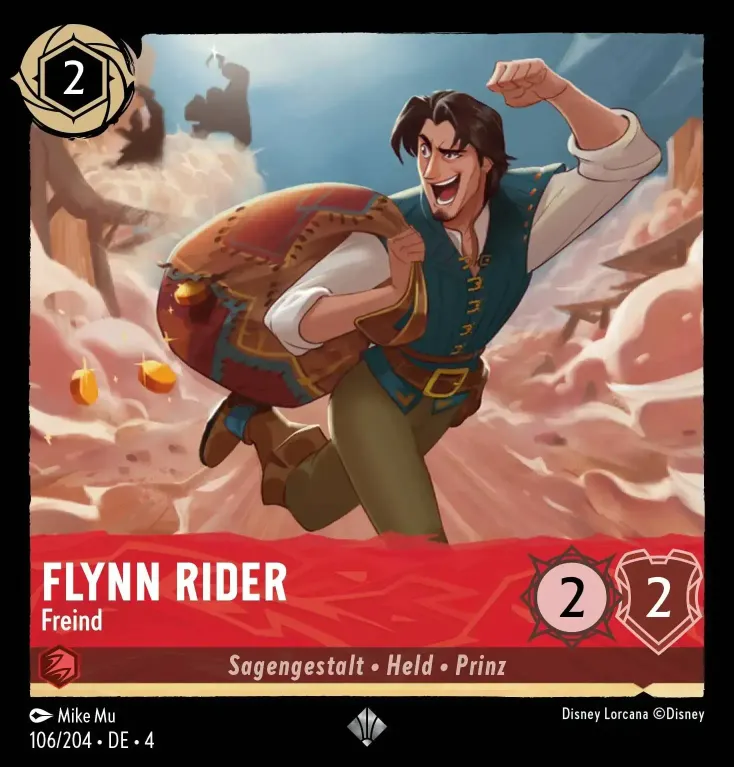 2
FLYNN RIDER
Freind
2
2
Sagengestalt • Held • Prinz
Mike Mu
Disney Lorcana ©Disney
106/204 • DE • 4